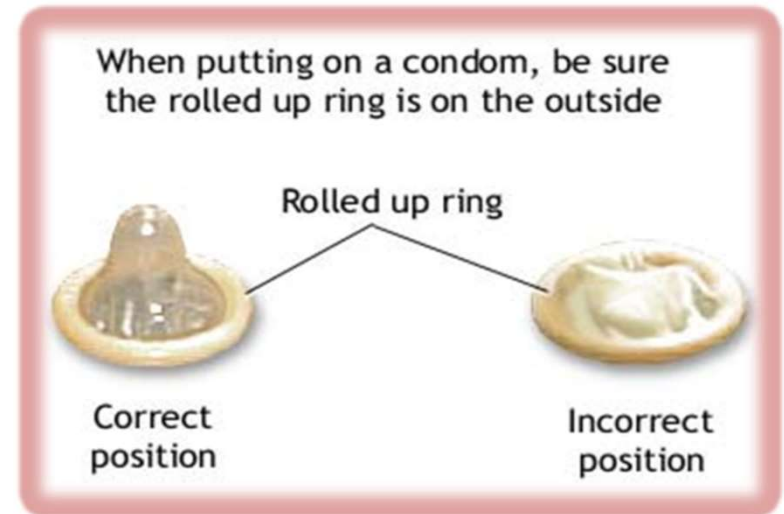 When putting on a condom, be sure
the rolled up ring is on the outside
Rolled up ring
Correct
position
Incorrect
position